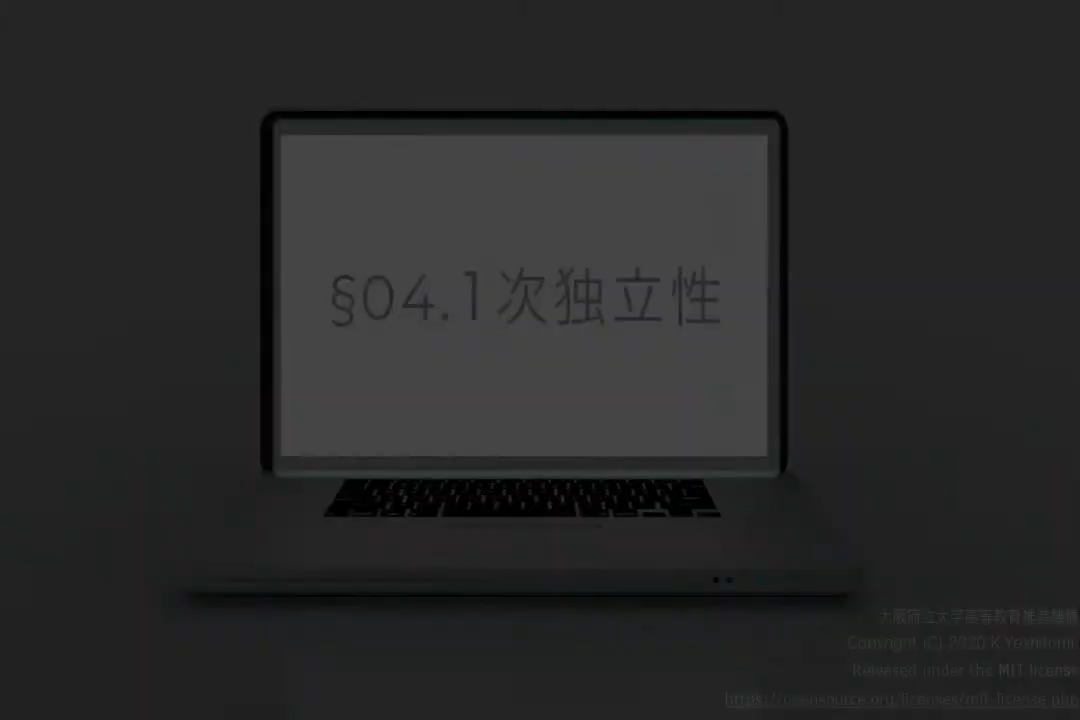 §04.1次独立性
大阪府立大学高等教育推進機構
Copyright (C) 2020 K.Yoshitomi.
Released under the MIT license
https://opensource.org/licenses/mit-license.php